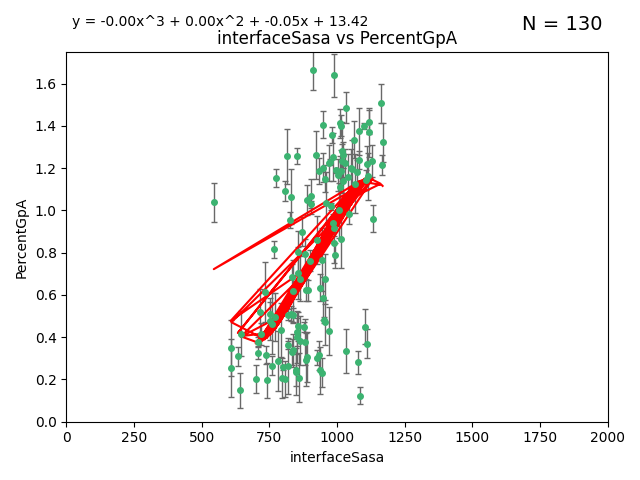 y = -0.00x^3 + 0.00x^2 + -0.05x + 13.42
N = 130
interfaceSasa vs PercentGpA
PercentGpA
1.6
1.4
1.2
1.0
0.8
0.6
0.4
0.2
0.0
0 250 500 750 1000 1250 1500 1750 2000
interfaceSasa